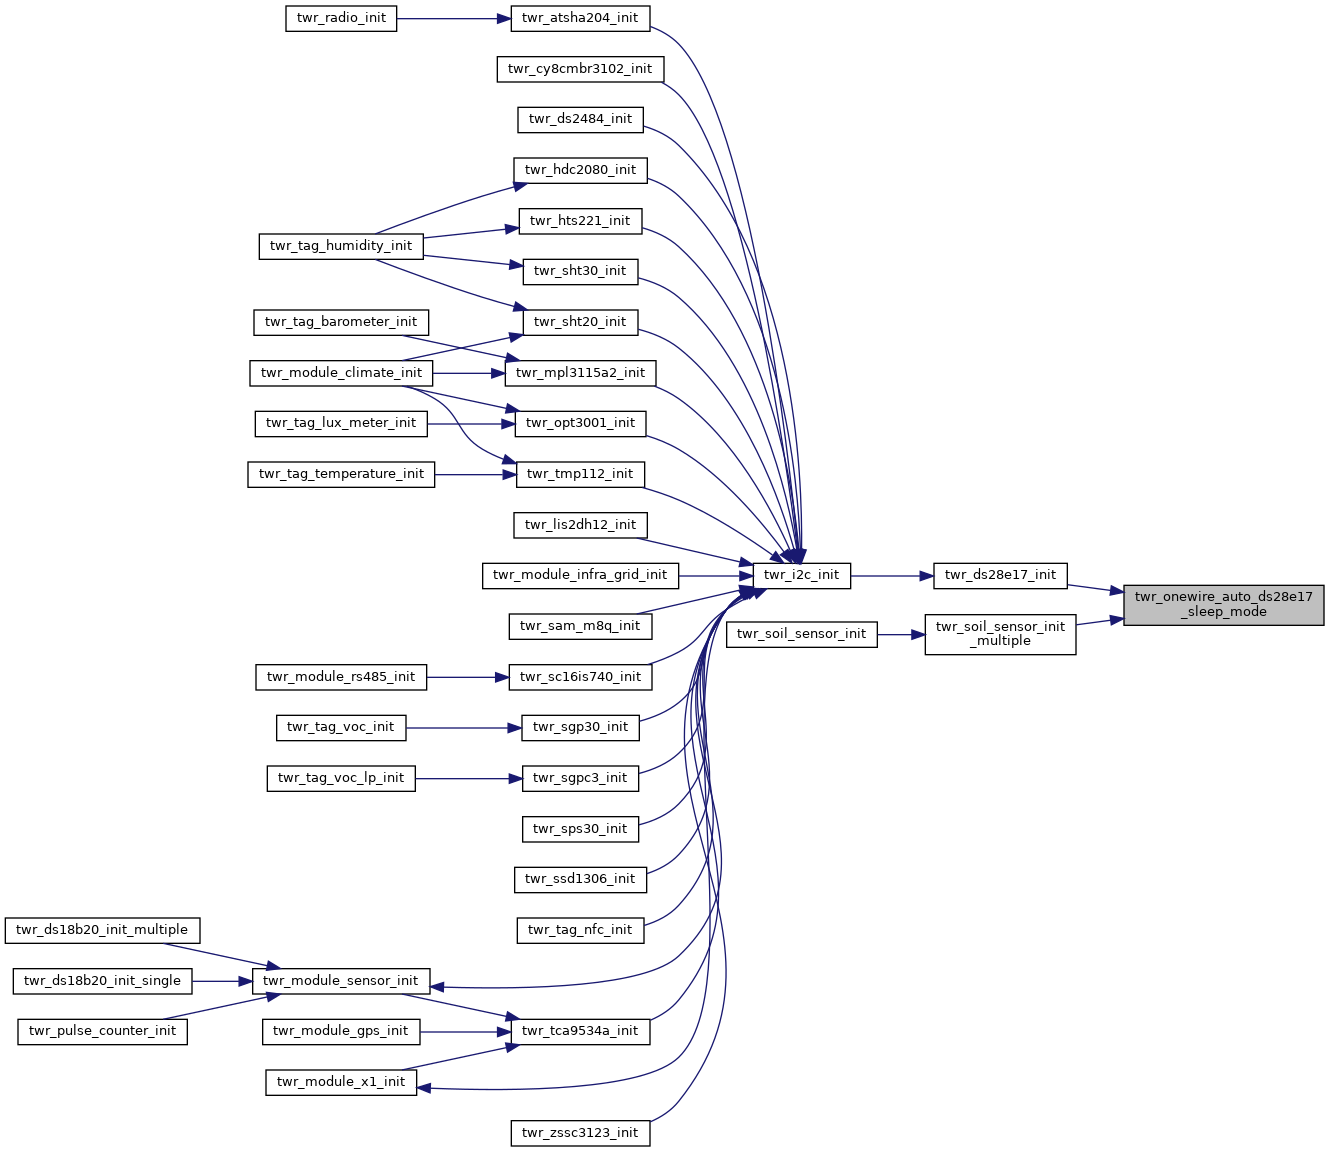 twr_radio_init
twr_atsha204_init
twr_cy8cmbr3102_init
twr_ds2484_init
twr_hdc2080_init
twr_hts221_init
twr_tag_humidity_init
twr_sht30_init
twr_tag_barometer_init
twr_sht20_init
twr_module_climate_init
twr_mpl3115a2_init
twr_tag_lux_meter_init
twr_opt3001_init
twr_tag_temperature_init
twr_tmp112_init
twr_lis2dh12_init
twr_module_infra_grid_init
twr_i2c_init
twr_ds28e17_init
twr_onewire_auto_ds28e17
_sleep_mode
twr_sam_m8q_init
twr_soil_sensor_init
twr_soil_sensor_init
_multiple
twr_module_rs485_init
twr_sc16is740_init
twr_tag_voc_init
twr_sgp30_init
twr_tag_voc_lp_init
twr_sgpc3_init
twr_sps30_init
twr_ssd1306_init
twr_ds18b20_init_multiple
twr_tag_nfc_init
twr_ds18b20_init_single
twr_module_sensor_init
twr_pulse_counter_init
twr_module_gps_init
twr_tca9534a_init
twr_module_x1_init
twr_zssc3123_init